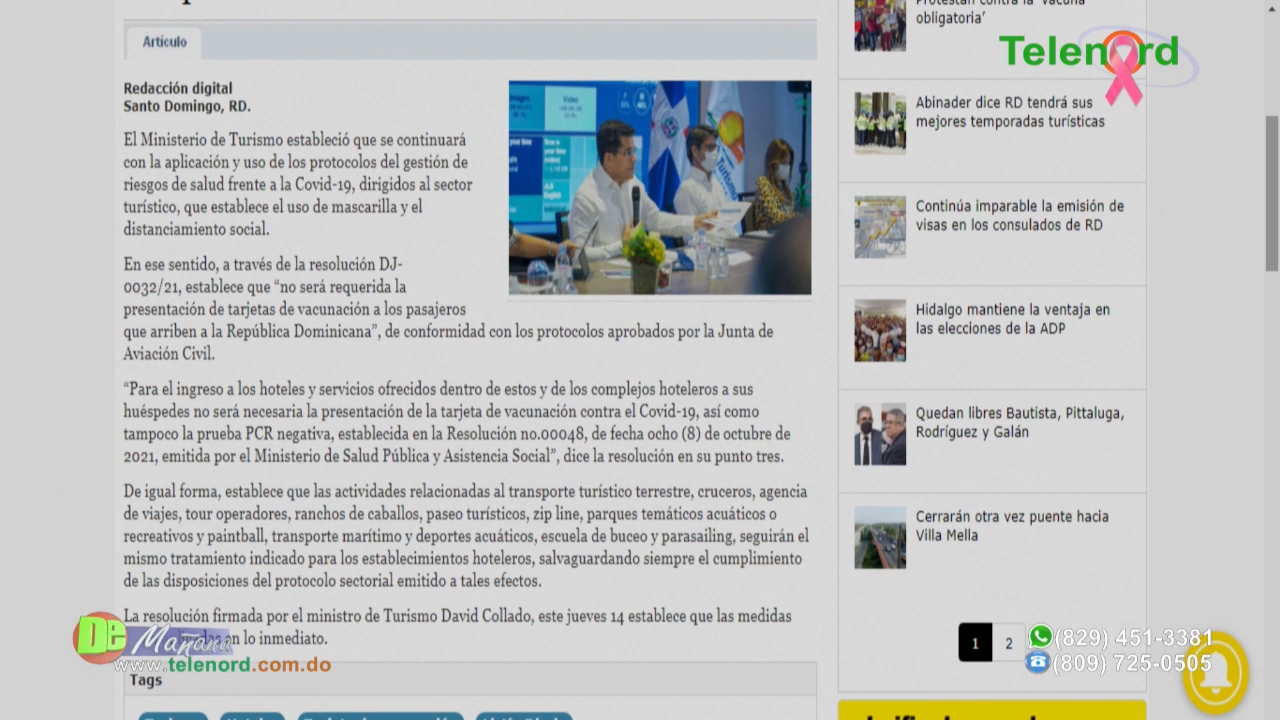 Artículo
Redacción digital
Santo Domingo, RD.
El Ministerio de Turismo estableció que se continuará
con la aplicación y uso de los protocolos del gestión de
riesgos de salud frente a la Covid-19, dirigidos al sector
turístico, que establece el uso de mascarilla y el
distanciamiento social.
En ese sentido, a través de la resolución DJ-
0032/21, establece que “no será requerida la
presentación de tarjetas de vacunación a los pasajeros
que arriben a la República Dominicana”, de conformidad con los protocolos aprobados por la Junta de
Aviación Civil.
“Para el ingreso a los hoteles y servicios ofrecidos dentro de estos y de los complejos hoteleros a sus
huéspedes no será necesaria la presentación de la tarjeta de vacunación contra el Covid-19, así como
tampoco la prueba PCR negativa, establecida en la Resolución no.00048, de fecha ocho (8) de octubre de
2021, emitida por el Ministerio de Salud Pública y Asistencia Social”, dice la resolución en su punto tres.
De igual forma, establece que las actividades relacionadas al transporte turístico terrestre, cruceros, agencia
de viajes, tour operadores, ranchos de caballos, paseo turísticos, zip line, parques temáticos acuáticos o
recreativos y paintball, transporte marítimo y deportes acuáticos, escuela de buceo y parasailing, seguirán el
mismo tratamiento indicado para los establecimientos hoteleros, salvaguardando siempre el cumplimiento
de las disposiciones del protocolo sectorial emitido a tales efectos.
La resolución firmada por el ministro de Turismo David Collado, este jueves 14 establece que las medidas
en lo inmediato.
Tags
Protestan contra la 'vacuna
obligatoria’
Telenord
Abinader dice RD tendrá sus
mejores temporadas turísticas
Continúa imparable la emisión de
visas en los consulados de RD
Hidalgo mantiene la ventaja en
las elecciones de la ADP
Quedan libres Bautista, Pittaluga,
Rodríguez y Galán
Cerrarán otra vez puente hacia
Villa Mella
1 2
(829) 451-3381
(809) 725-0505
De Mañana
www.telenord.com.do